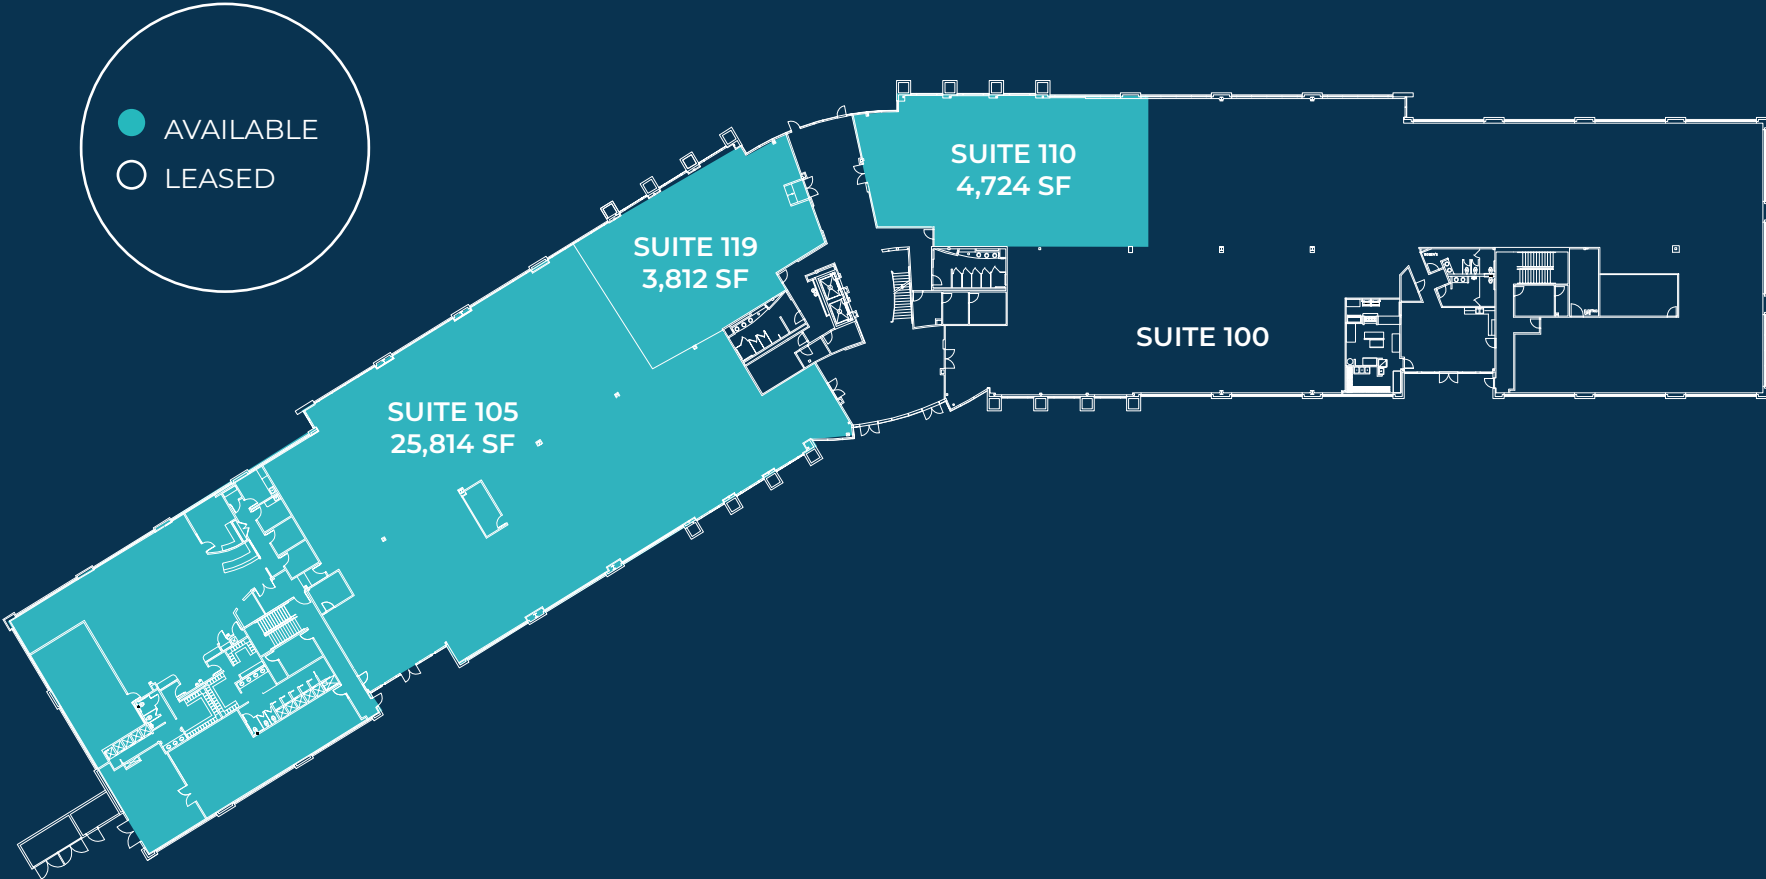 AVAILABLE
LEASED
SUITE 110
4,724 SF
SUITE 119
3,812 SF
SUITE 100
SUITE 105
25,814 SF